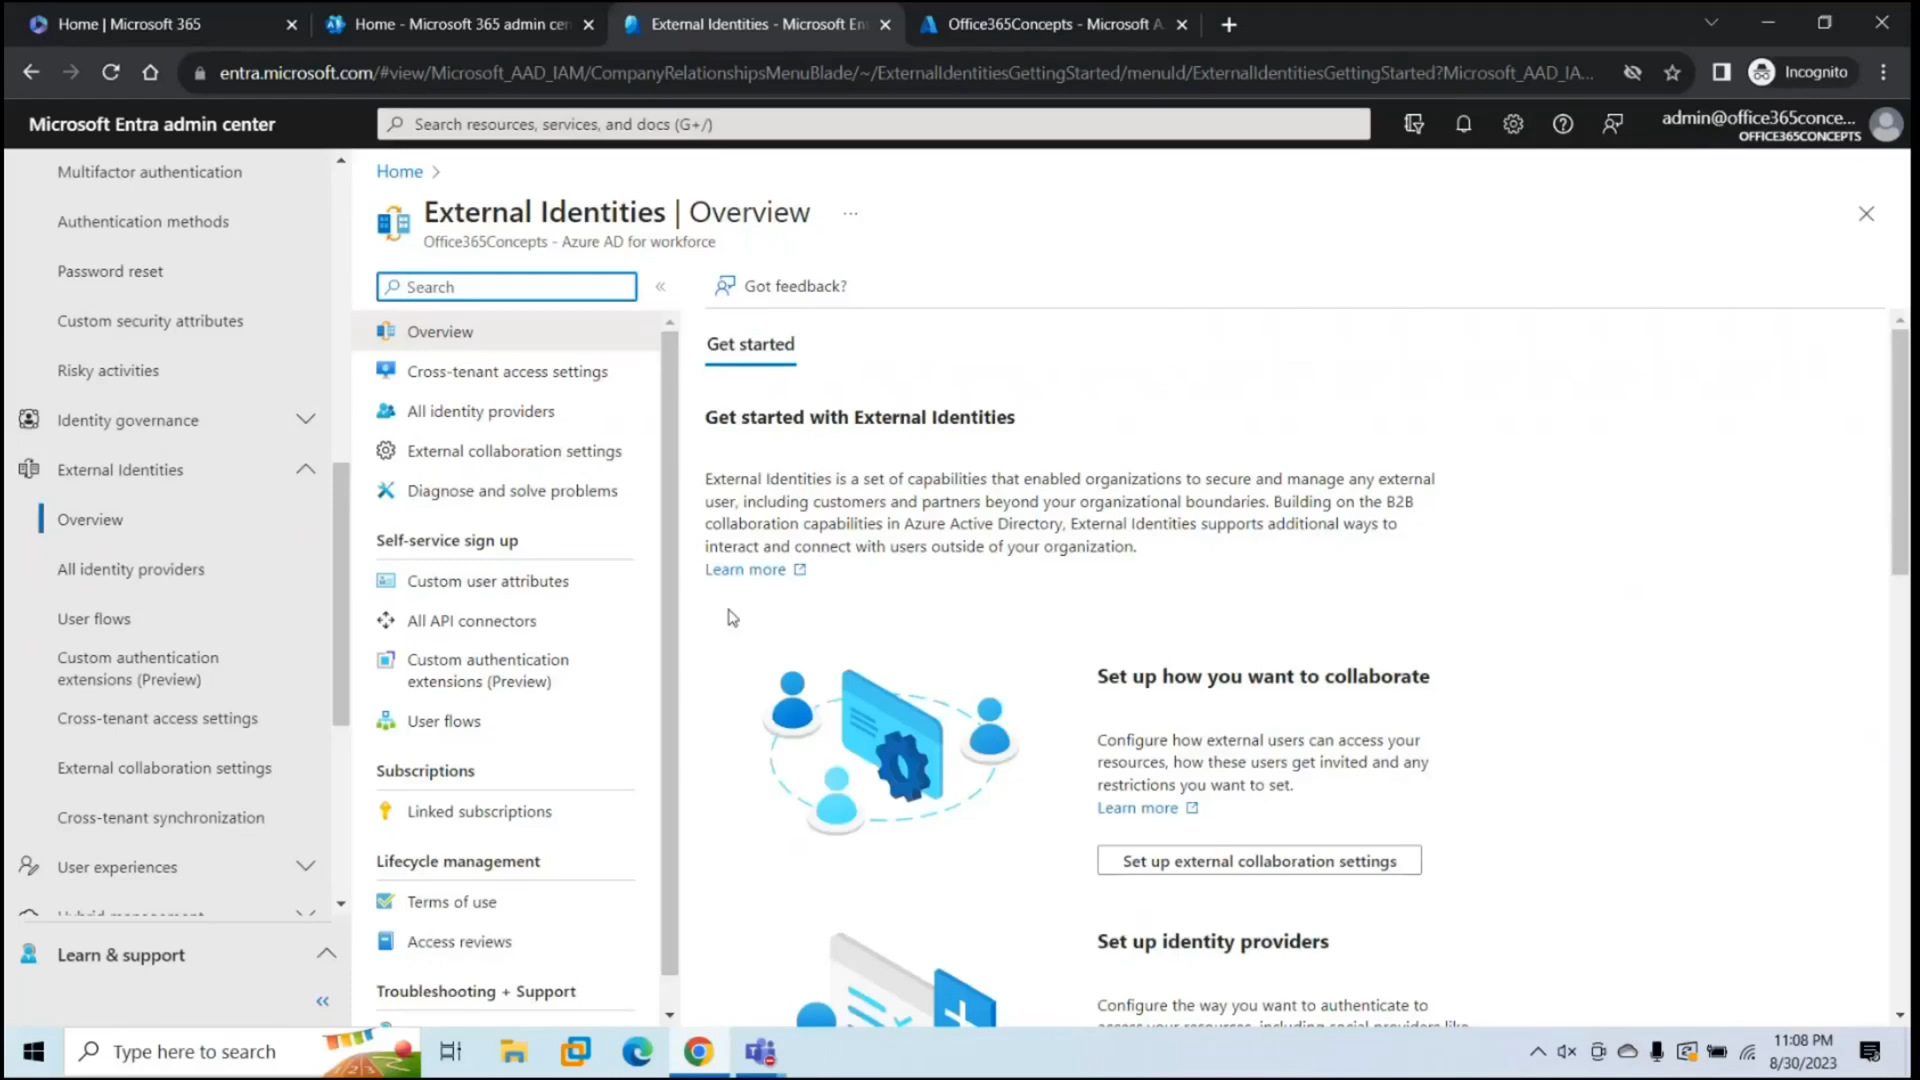 Home | Microsoft 365
Home - Microsoft 365 admin cen
External Identities - Microsoft En
Office365Concepts - Microsoft A
entra.microsoft.com/#view/Microsoft_AAD_IAM/CompanyRelationshipsMenuBlade/~/ExternalIdentitiesGettingStarted/menuId/ExternalIdentitiesGettingStarted?Microsoft_AAD_IA...
Incognito
Microsoft Entra admin center
Search resources, services, and docs (G+/)
admin@office365conce...
OFFICE365CONCEPTS
Multifactor authentication
Authentication methods
Password reset
Custom security attributes
Risky activities
Identity governance
External Identities
Overview
All identity providers
User flows
Custom authentication
extensions (Preview)
Cross-tenant access settings
External collaboration settings
Cross-tenant synchronization
User experiences
Hybrid management
Learn & support
Home
External Identities | Overview
Office365Concepts - Azure AD for workforce
Search
Overview
Cross-tenant access settings
All identity providers
External collaboration settings
Diagnose and solve problems
Self-service sign up
Custom user attributes
All API connectors
Custom authentication
extensions (Preview)
User flows
Subscriptions
Linked subscriptions
Lifecycle management
Terms of use
Access reviews
Troubleshooting + Support
Got feedback?
Get started
Get started with External Identities
External Identities is a set of capabilities that enabled organizations to secure and manage any external
user, including customers and partners beyond your organizational boundaries. Building on the B2B
collaboration capabilities in Azure Active Directory, External Identities supports additional ways to
interact and connect with users outside of your organization.
Learn more
Set up how you want to collaborate
Configure how external users can access your
resources, how these users get invited and any
restrictions you want to set.
Learn more
Set up external collaboration settings
Set up identity providers
Configure the way you want to authenticate to
access your resources, including social providers like
Type here to search
11:08 PM
8/30/2023